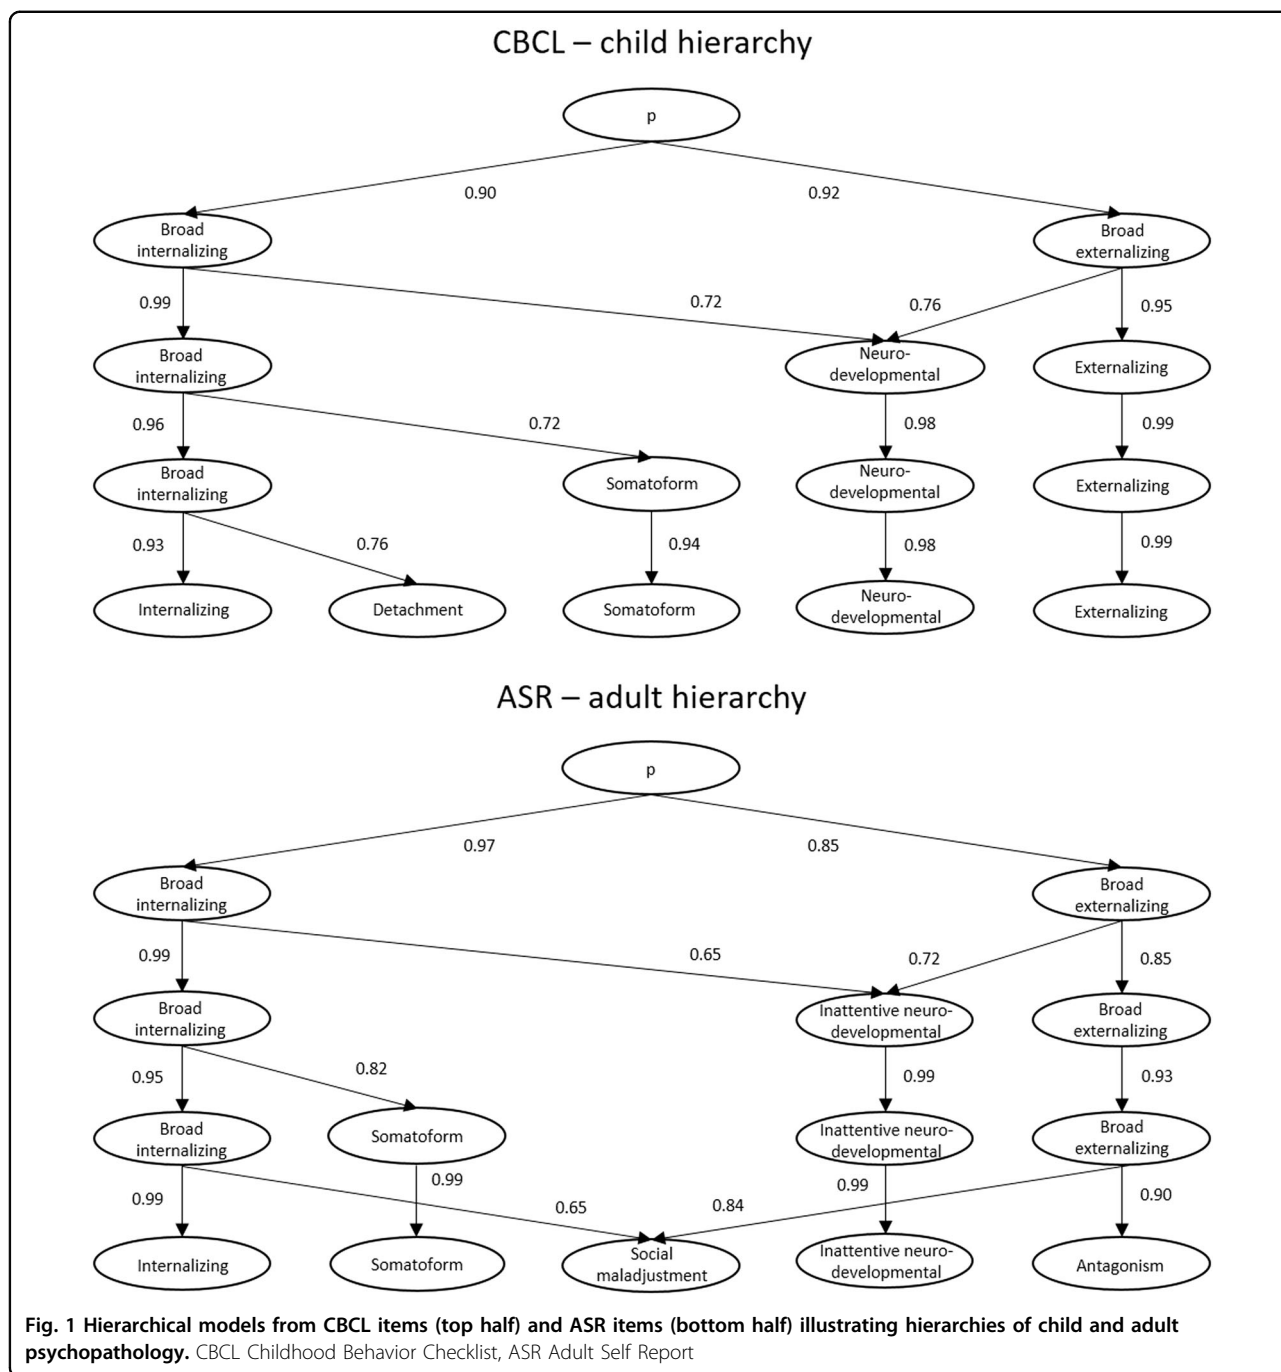 CBCL – child hierarchy
p
0.90
0.92
Broad
internalizing
Broad
externalizing
0.99
0.72
0.76
0.95
Broad
internalizing
Neuro-
developmental
Externalizing
0.96
0.72
0.98
0.99
Broad
internalizing
Somatoform
Neuro-
developmental
Externalizing
0.93
0.76
0.94
0.98
0.99
Internalizing
Detachment
Somatoform
Neuro-
developmental
Externalizing
ASR – adult hierarchy
p
0.97
0.85
Broad
internalizing
Broad
externalizing
0.99
0.65
0.72
0.85
Broad
internalizing
Inattentive neuro-
developmental
Broad
externalizing
0.95
0.82
0.99
0.93
Broad
internalizing
Somatoform
Inattentive neuro-
developmental
Broad
externalizing
0.99
0.99
0.65
0.84
0.99
0.90
Internalizing
Somatoform
Social
maladjustment
Inattentive neuro-
developmental
Antagonism
Fig. 1 Hierarchical models from CBCL items (top half) and ASR items (bottom half) illustrating hierarchies of child and adult
psychopathology. CBCL Childhood Behavior Checklist, ASR Adult Self Report